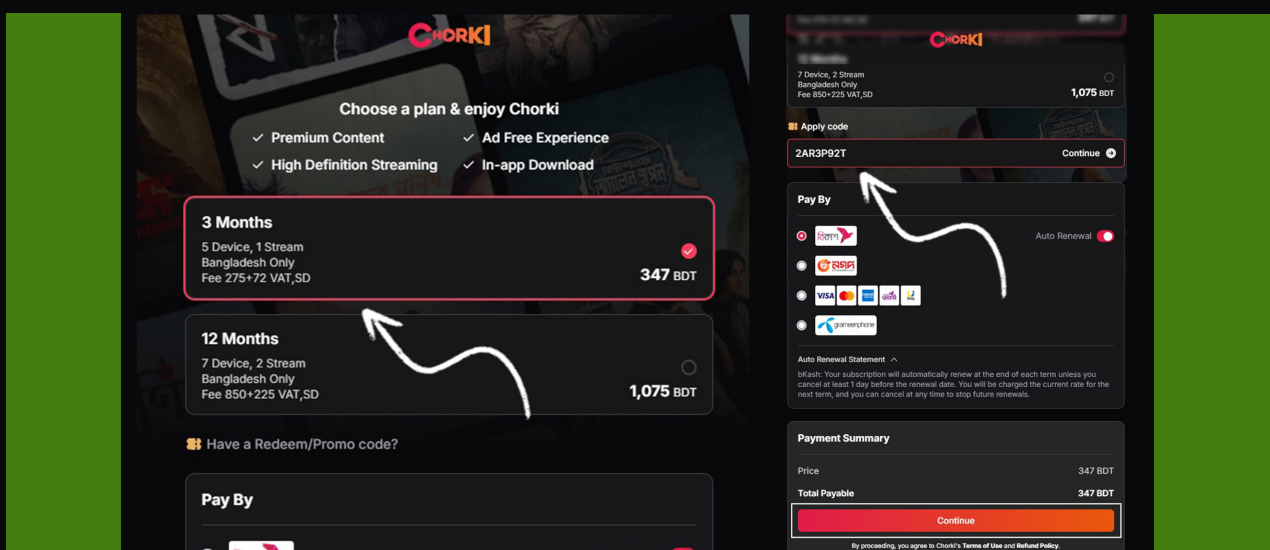 CHORKI
Choose a plan & enjoy Chorki
Premium Content
Ad Free Experience
High Definition Streaming
In-app Download
3 Months
5 Device, 1 Stream
Bangladesh Only
Fee 275+72 VAT,SD
347 BDT
12 Months
7 Device, 2 Stream
Bangladesh Only
Fee 850+225 VAT,SD
1,075 BDT
Have a Redeem/Promo code?
Pay By
CHORKI
12 Months
7 Device, 2 Stream
Bangladesh Only
Fee 850+225 VAT,SD
1,075 BDT
Apply code
2AR3P92T
Continue
Pay By
বিকাশ
Auto Renewal
নগদ
VISA
grameenphone
Auto Renewal Statement
bKash: Your subscription will automatically renew at the end of each term unless you
cancel at least 1 day before the renewal date. You will be charged the current rate for the
next term, and you can cancel at any time to stop future renewals.
Payment Summary
Price
347 BDT
Total Payable
347 BDT
Continue
By proceeding, you agree to Chorki's Terms of Use and Refund Policy.